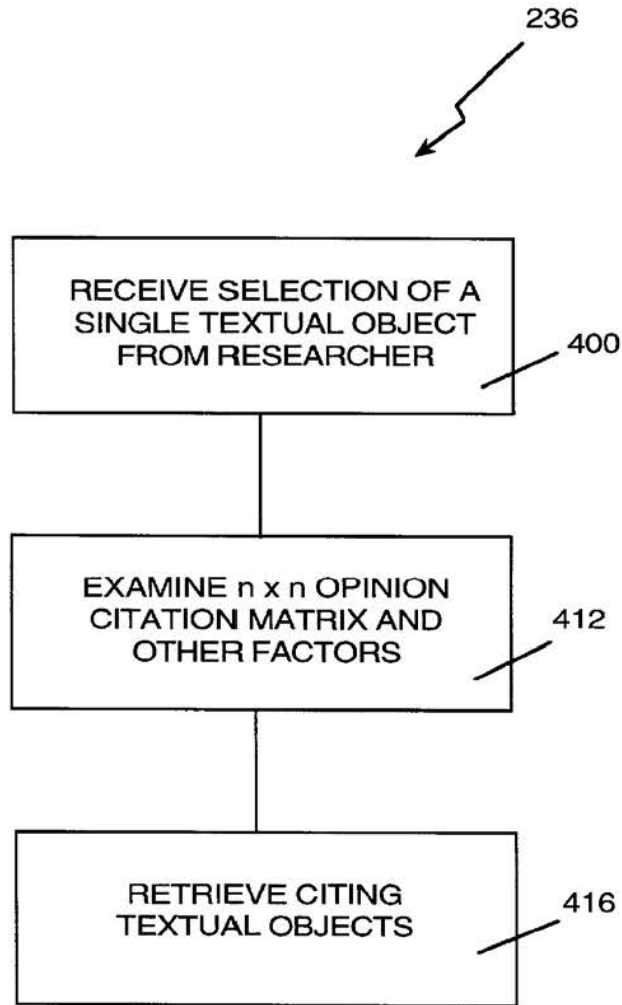 236
RECEIVE SELECTION OF A
SINGLE TEXTUAL OBJECT
FROM RESEARCHER
400
EXAMINE n x n OPINION
CITATION MATRIX AND
OTHER FACTORS
412
RETRIEVE CITING
TEXTUAL OBJECTS
416